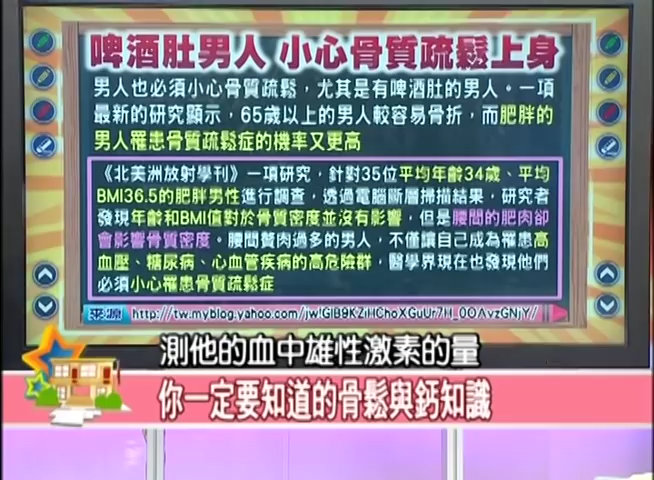 啤酒肚男人 小心骨質疏鬆上身
男人也必須小心骨質疏鬆，尤其是有啤酒肚的男人。一項
最新的研究顯示，65歲以上的男人較容易骨折，而肥胖的
男人罹患骨質疏鬆症的機率又更高
《北美洲放射學刊》一項研究，針對35位平均年齡34歲、平均
BMI36.5的肥胖男性進行調查，透過電腦斷層掃描結果，研究者
發現年齡和BMI值對於骨質密度並沒有影響，但是腰間的肥肉卻
會影響骨質密度。腰間贅肉過多的男人，不僅讓自己成為罹患高
血壓、糖尿病、心血管疾病的高危險群，醫學界現在也發現他們
必須小心罹患骨質疏鬆症
來源 http://tw.myblog.yahoo.com/
測他的血中雄性激素的量
你一定要知道的骨鬆與鈣知識